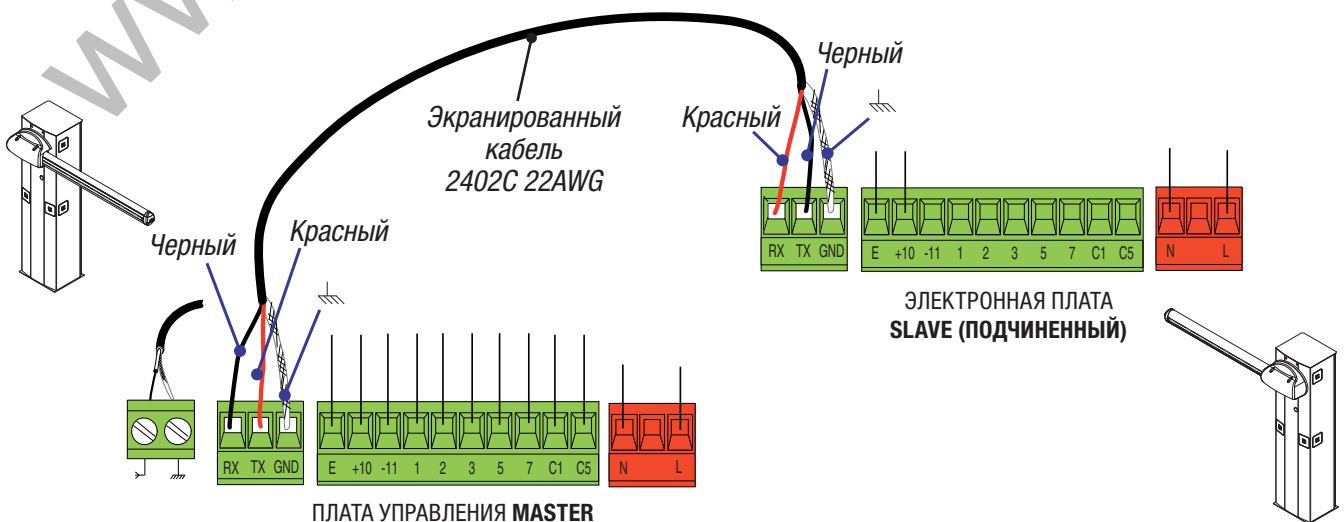 WW
Черный
Экранированный
кабель
2402C 22AWG
Красный
RX TX GND
E +10 -11 1 2 3 5 7 C1 C5
N L
ЭЛЕКТРОННАЯ ПЛАТА
SLAVE (ПОДЧИНЕННЫЙ)
Черный
Красный
RX TX GND
E +10 -11 1 2 3 5 7 C1 C5
N L
ПЛАТА УПРАВЛЕНИЯ MASTER